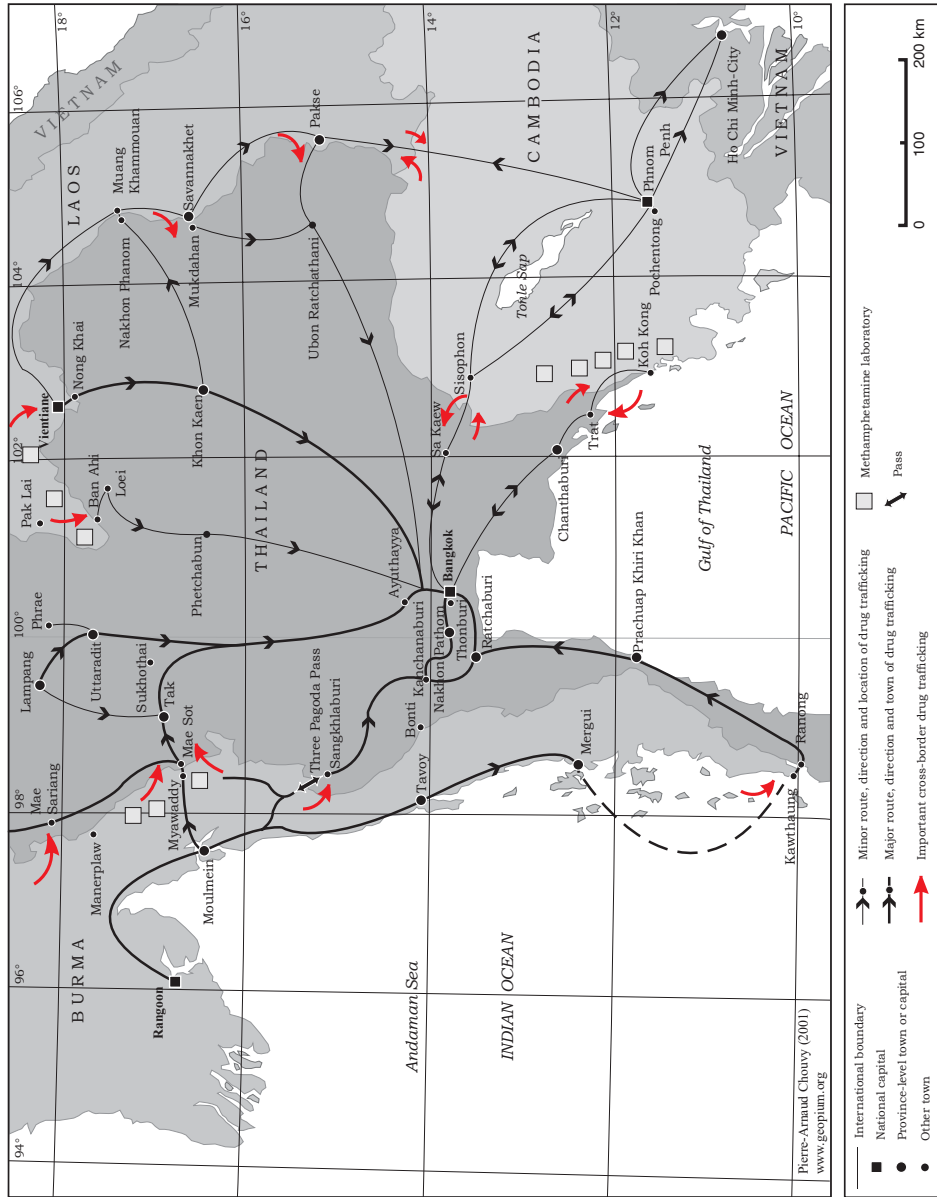 94°
96°
98°
100°
102°
104°
106°
18°
16°
14°
12°
10°
BURMA
LAOS
VIETNAM
THAILAND
CAMBODIA
VIETNAM
Andaman Sea
INDIAN OCEAN
Gulf of Thailand
PACIFIC OCEAN
Tonle Sap
Rangoon
Manerplaw
Mae
Sariang
Moulmein
Myawaddy
Mae Sot
Tak
Sukhothai
Lampang
Uttaradit
Phrae
Three Pagoda Pass
Sangkhlaburi
Tavoy
Bonti
Mergui
Kawthaung
Ranong
Prachuap Khiri Khan
Ratchaburi
Thonburi
Nakhon Pathom
Kanchanaburi
Bangkok
Ayuthayya
Phetchabun
Pak Lai
Ban Ahi
Loei
Vientiane
Nong Khai
Khon Kaen
Nakhon Phanom
Muang
Khammouan
Savannakhet
Mukdahan
Ubon Ratchathani
Pakse
Sa Kaew
Sisophon
Chanthaburi
Trat
Koh Kong
Pochentong
Phnom
Penh
Ho Chi Minh-City
Pierre-Arnaud Chouvy (2001)
www.geopium.org
International boundary
National capital
Province-level town or capital
Other town
Minor route, direction and location of drug trafficking
Major route, direction and town of drug trafficking
Important cross-border drug trafficking
Methamphetamine laboratory
Pass
0 100 200 km